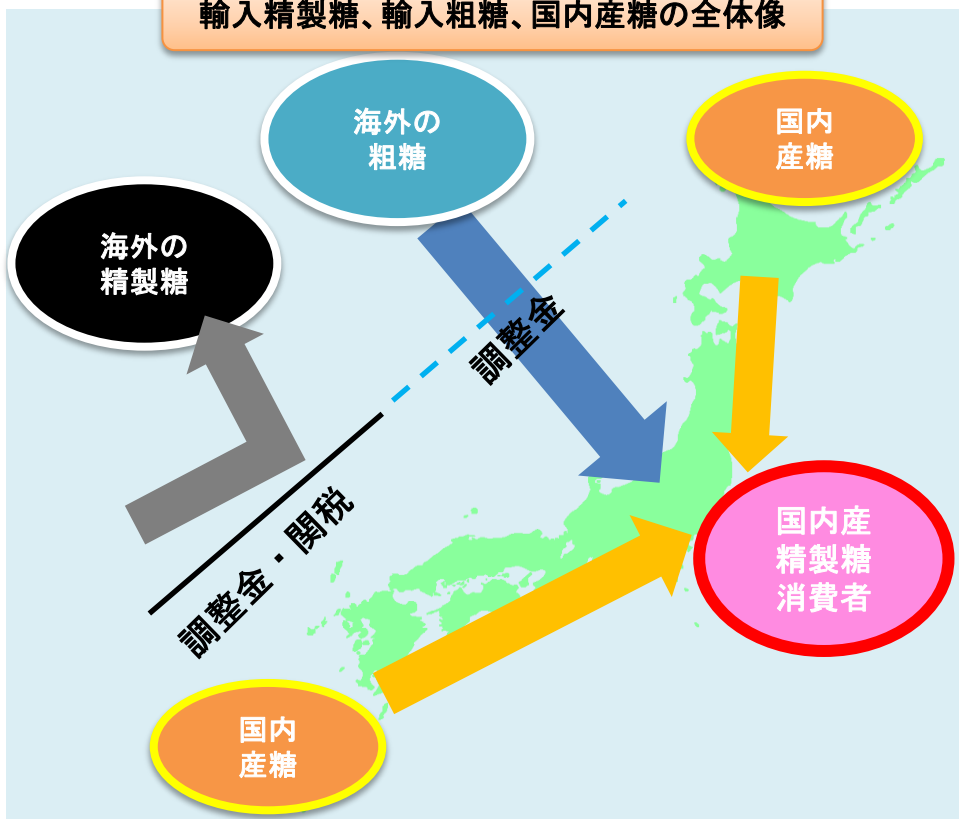 輸入精製糖、輸入粗糖、国内産糖の全体像
海外の
粗糖
国内
産糖
海外の
精製糖
調整金
調整金・関税
国内産
精製糖
消費者
国内
産糖